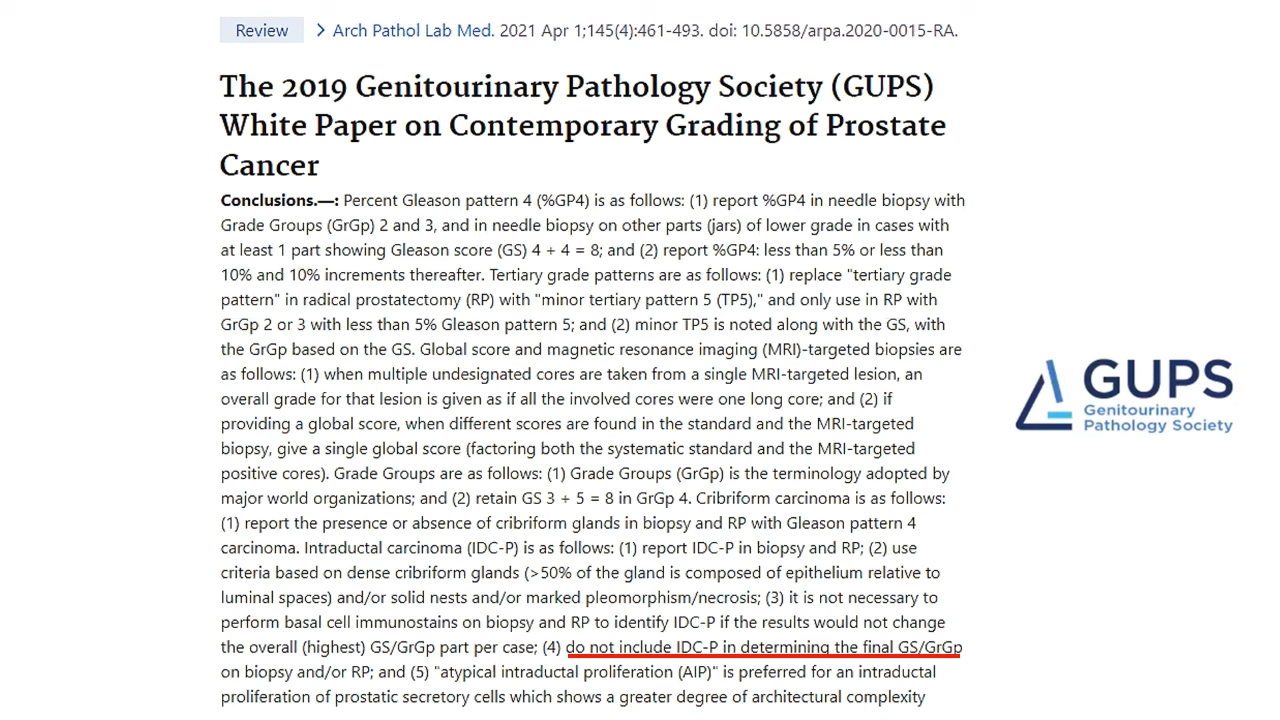 Review > Arch Pathol Lab Med. 2021 Apr 1;145(4):461-493. doi: 10.5858/arpa.2020-0015-RA.
The 2019 Genitourinary Pathology Society (GUPS)
White Paper on Contemporary Grading of Prostate
Cancer
Conclusions.—: Percent Gleason pattern 4 (%GP4) is as follows: (1) report %GP4 in needle biopsy with
Grade Groups (GrGp) 2 and 3, and in needle biopsy on other parts (jars) of lower grade in cases with
at least 1 part showing Gleason score (GS) 4 + 4 = 8; and (2) report %GP4: less than 5% or less than
10% and 10% increments thereafter. Tertiary grade patterns are as follows: (1) replace "tertiary grade
pattern" in radical prostatectomy (RP) with "minor tertiary pattern 5 (TP5)," and only use in RP with
GrGp 2 or 3 with less than 5% Gleason pattern 5; and (2) minor TP5 is noted along with the GS, with
the GrGp based on the GS. Global score and magnetic resonance imaging (MRI)-targeted biopsies are
as follows: (1) when multiple undesignated cores are taken from a single MRI-targeted lesion, an
overall grade for that lesion is given as if all the involved cores were one long core; and (2) if
providing a global score, when different scores are found in the standard and the MRI-targeted
biopsy, give a single global score (factoring both the systematic standard and the MRI-targeted
positive cores). Grade Groups are as follows: (1) Grade Groups (GrGp) is the terminology adopted by
major world organizations; and (2) retain GS 3 + 5 = 8 in GrGp 4. Cribriform carcinoma is as follows:
(1) report the presence or absence of cribriform glands in biopsy and RP with Gleason pattern 4
carcinoma. Intraductal carcinoma (IDC-P) is as follows: (1) report IDC-P in biopsy and RP; (2) use
criteria based on dense cribriform glands (>50% of the gland is composed of epithelium relative to
luminal spaces) and/or solid nests and/or marked pleomorphism/necrosis; (3) it is not necessary to
perform basal cell immunostains on biopsy and RP to identify IDC-P if the results would not change
the overall (highest) GS/GrGp part per case; (4) do not include IDC-P in determining the final GS/GrGp
on biopsy and/or RP; and (5) "atypical intraductal proliferation (AIP)" is preferred for an intraductal
proliferation of prostatic secretory cells which shows a greater degree of architectural complexity
GUPS
Genitourinary
Pathology Society